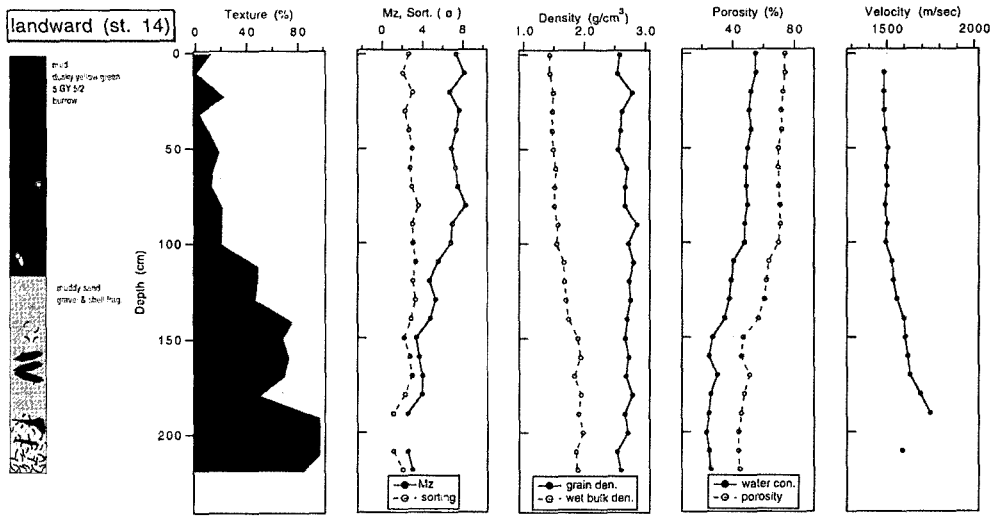 landward (st. 14)
Texture (%)
Mz, Sort. ( ø )
Density (g/cm³)
Porosity (%)
Velocity (m/sec)
0 40 80
0 4 8
1.0 2.0 3.0
40 80
1500 2000
mud
dusky yellow green
5 GY 5/2
burrow
muddy sand
gravel & shell frag.
Depth (cm)
0
50
100
150
200
Mz
sorting
grain den.
wet bulk den.
water con.
porosity